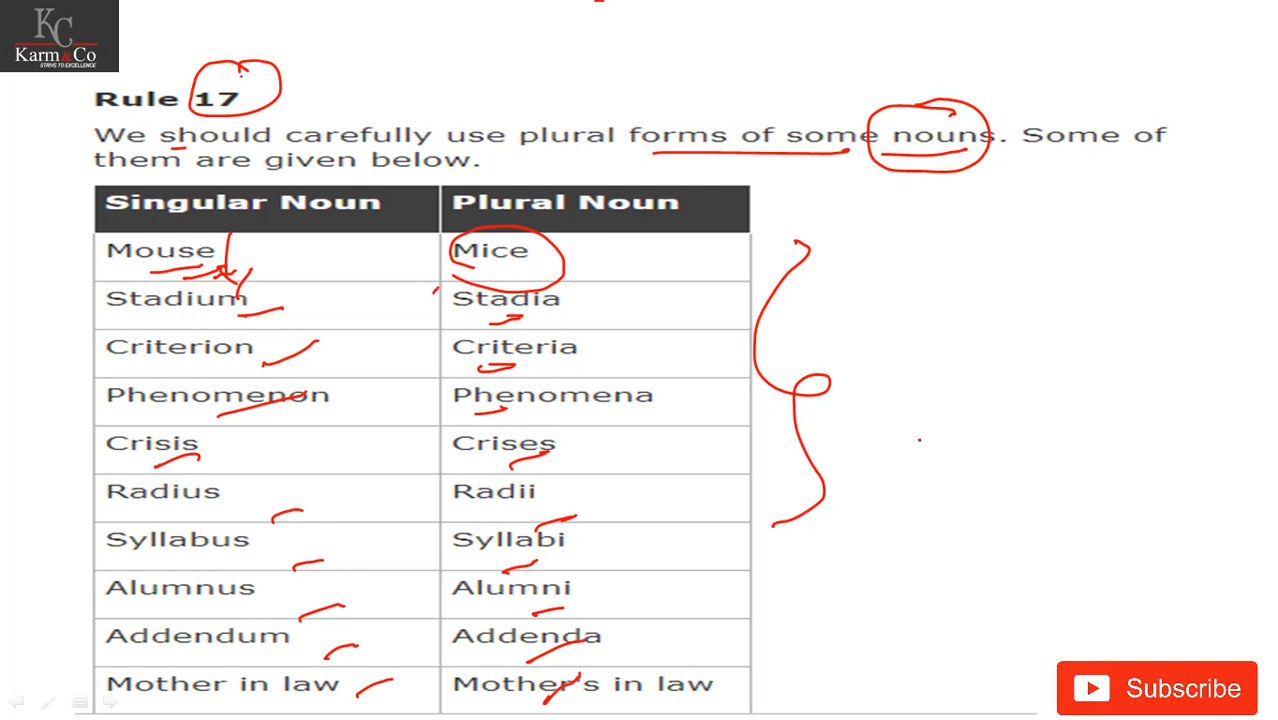 KC
Karm&Co
STRIVE TO EXCELLENCE
Rule 17
We should carefully use plural forms of some nouns. Some of
them are given below.
Singular Noun Plural Noun
Mouse Mice
Stadium Stadia
Criterion Criteria
Phenomenon Phenomena
Crisis Crises
Radius Radii
Syllabus Syllabi
Alumnus Alumni
Addendum Addenda
Mother in law Mother's in law
Subscribe